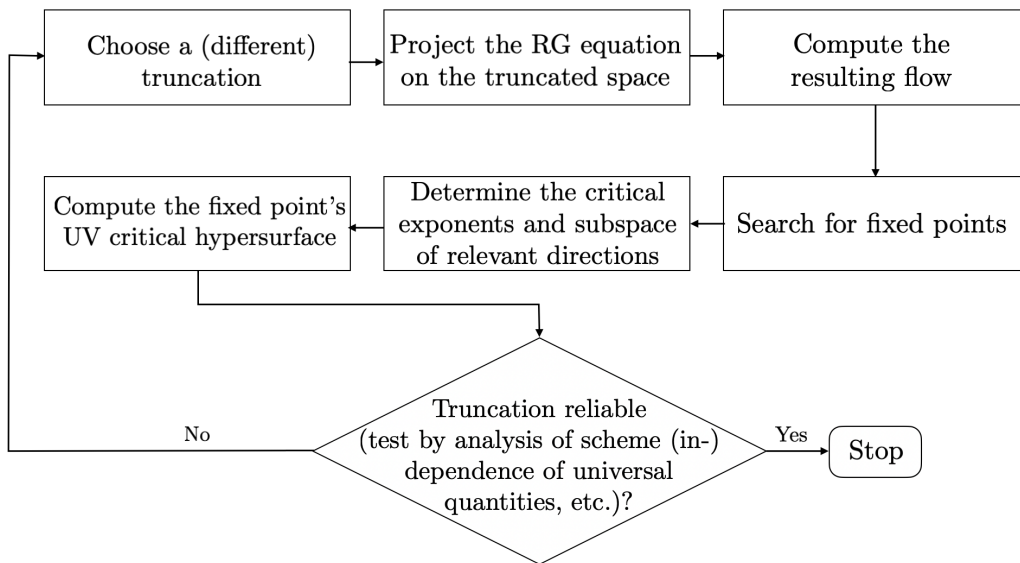 Choose a (different)
truncation
Project the RG equation
on the truncated space
Compute the
resulting flow
Compute the fixed point's
UV critical hypersurface
Determine the critical
exponents and subspace
of relevant directions
Search for fixed points
Truncation reliable
(test by analysis of scheme (in-)
dependence of universal
quantities, etc.)?
No
Yes
Stop